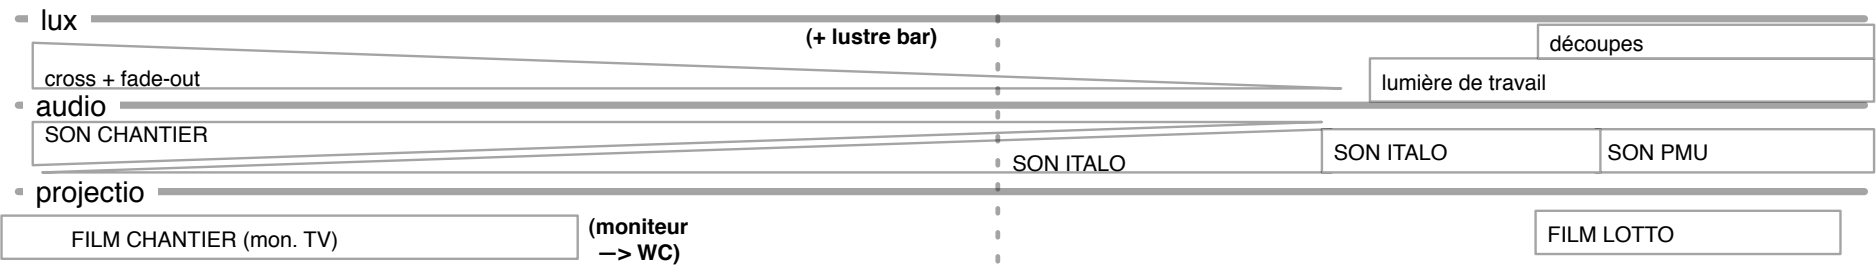 lux
(+ lustre bar)
découpes
cross + fade-out
lumière de travail
audio
SON CHANTIER
SON ITALO
SON ITALO
SON PMU
projectio
FILM CHANTIER (mon. TV)
(moniteur
—> WC)
FILM LOTTO